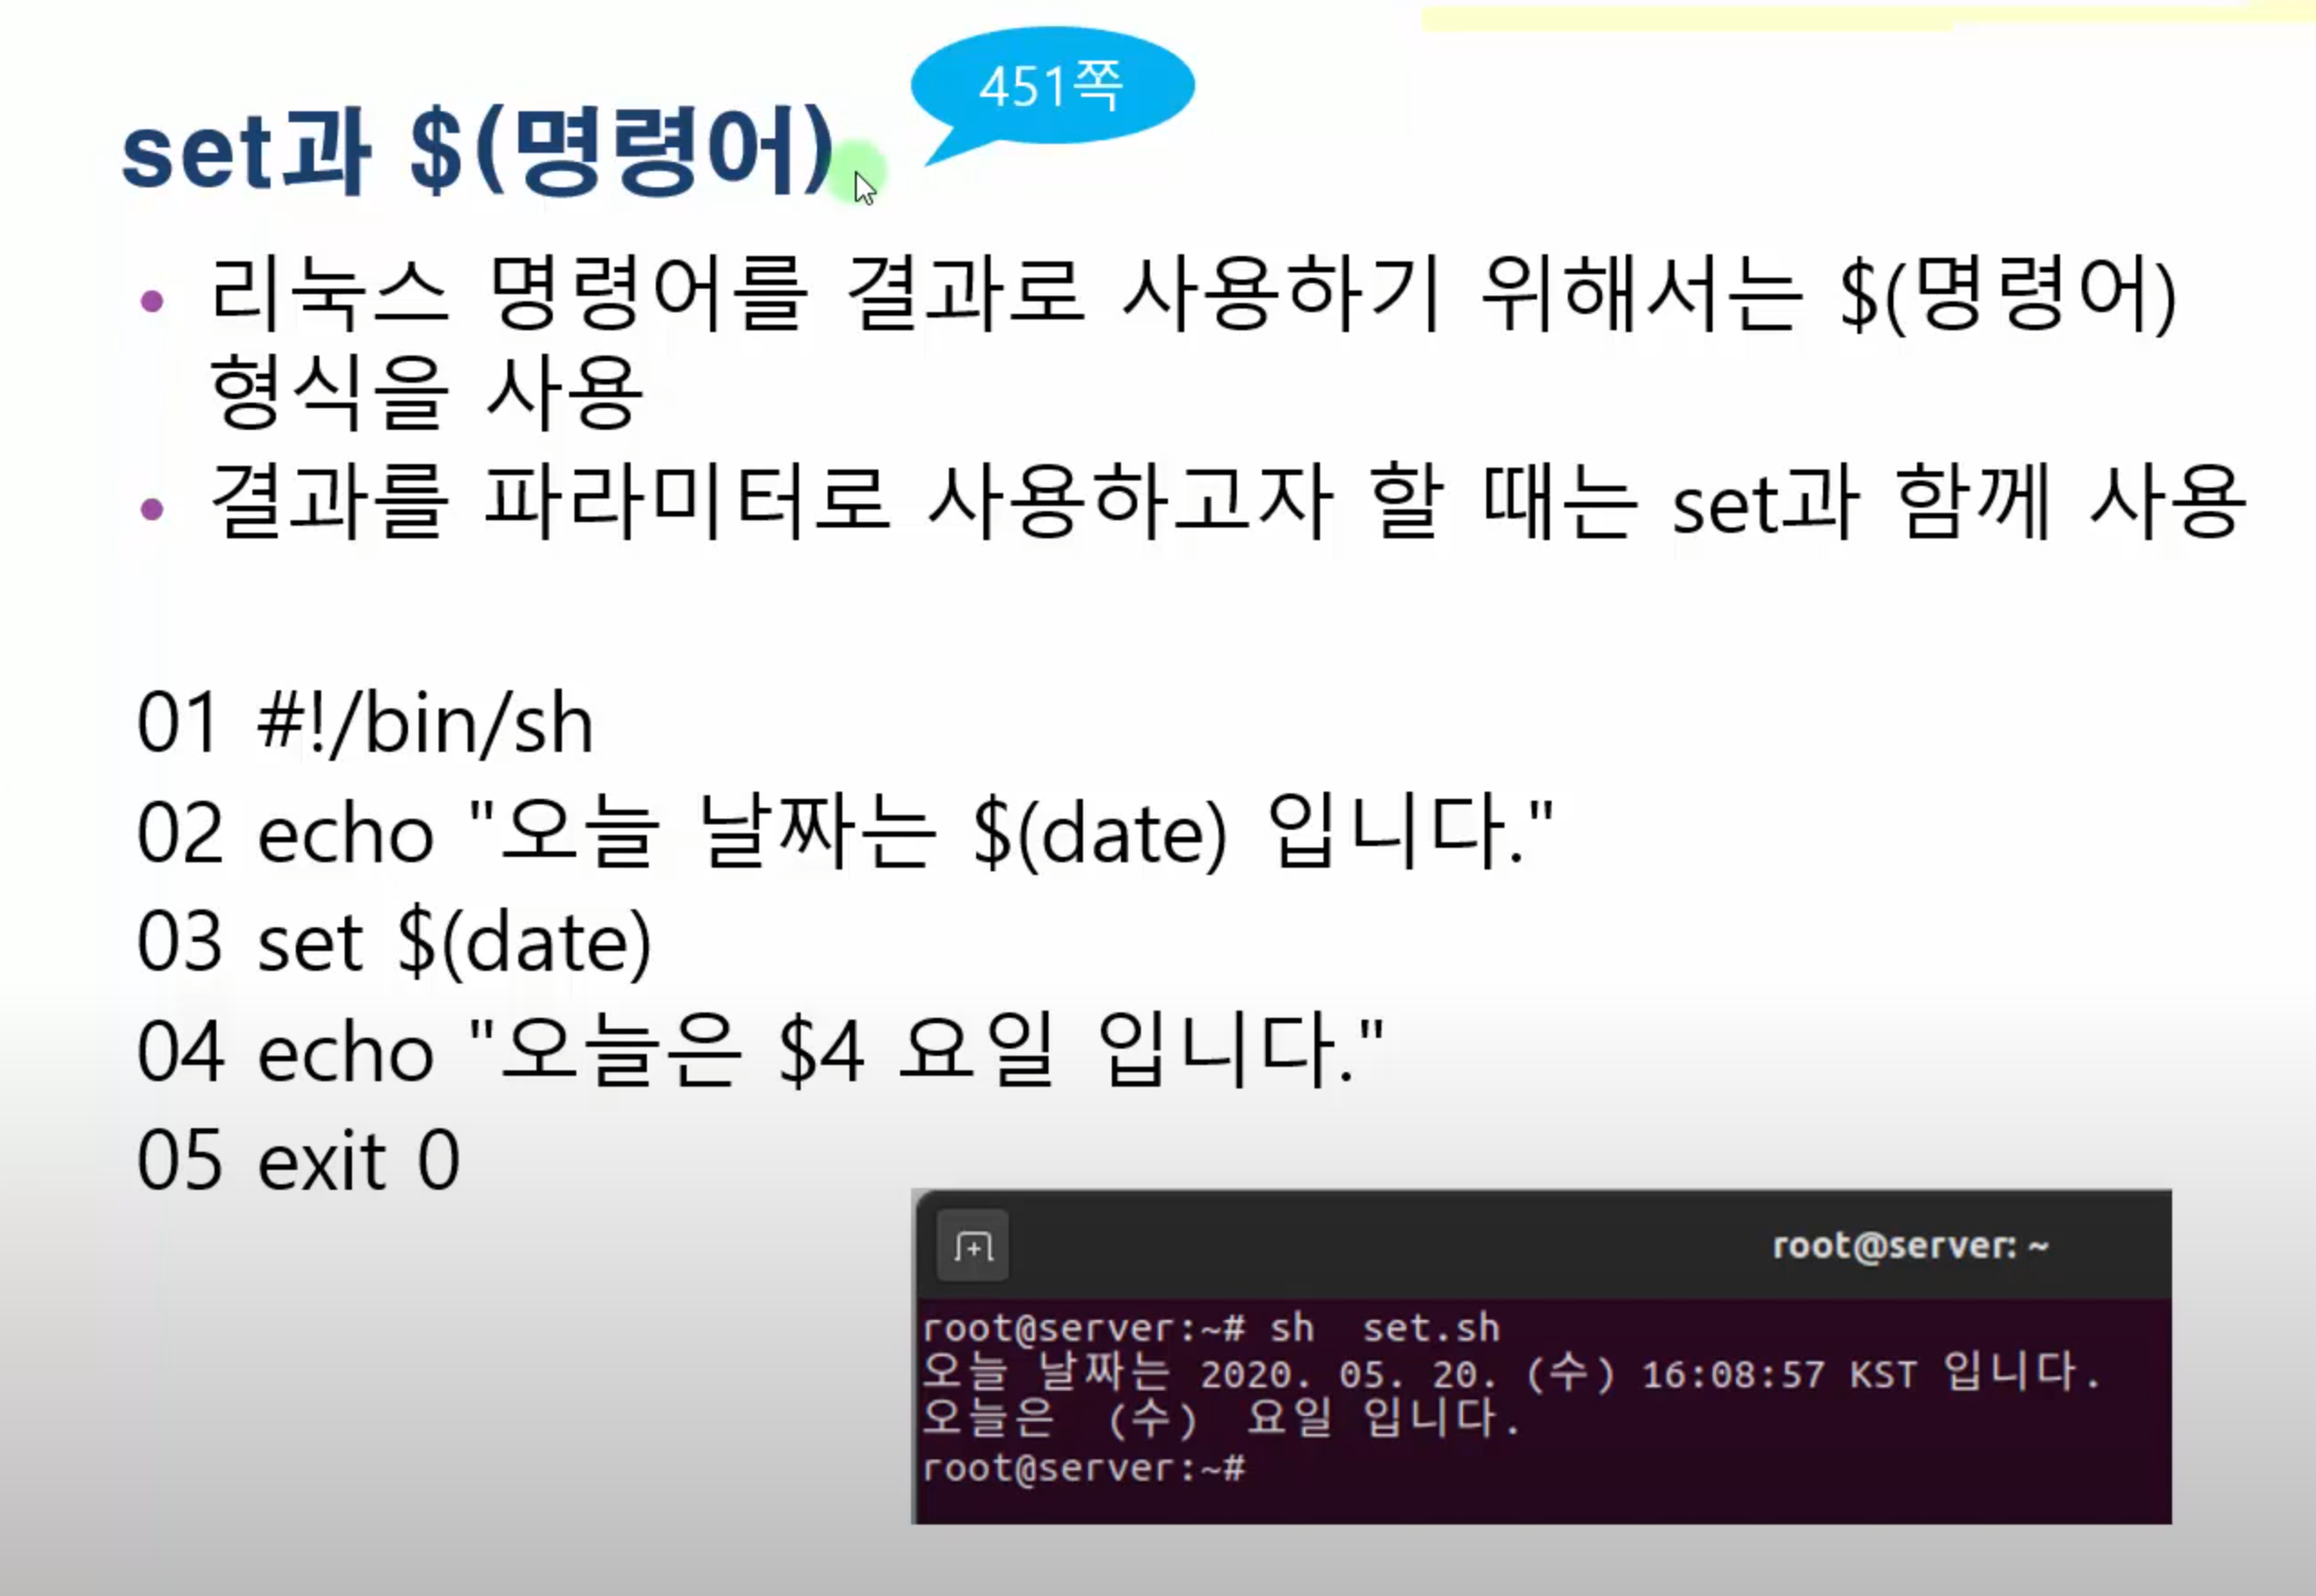 451쪽
set과 $(명령어)
• 리눅스 명령어를 결과로 사용하기 위해서는 $(명령어)
형식을 사용
• 결과를 파라미터로 사용하고자 할 때는 set과 함께 사용
01 #!/bin/sh
02 echo "오늘 날짜는 $(date) 입니다."
03 set $(date)
04 echo "오늘은 $4 요일 입니다."
05 exit 0
root@server: ~
root@server:~# sh  set.sh
오늘 날짜는 2020. 05. 20. (수) 16:08:57 KST 입니다.
오늘은  (수)  요일 입니다.
root@server:~#